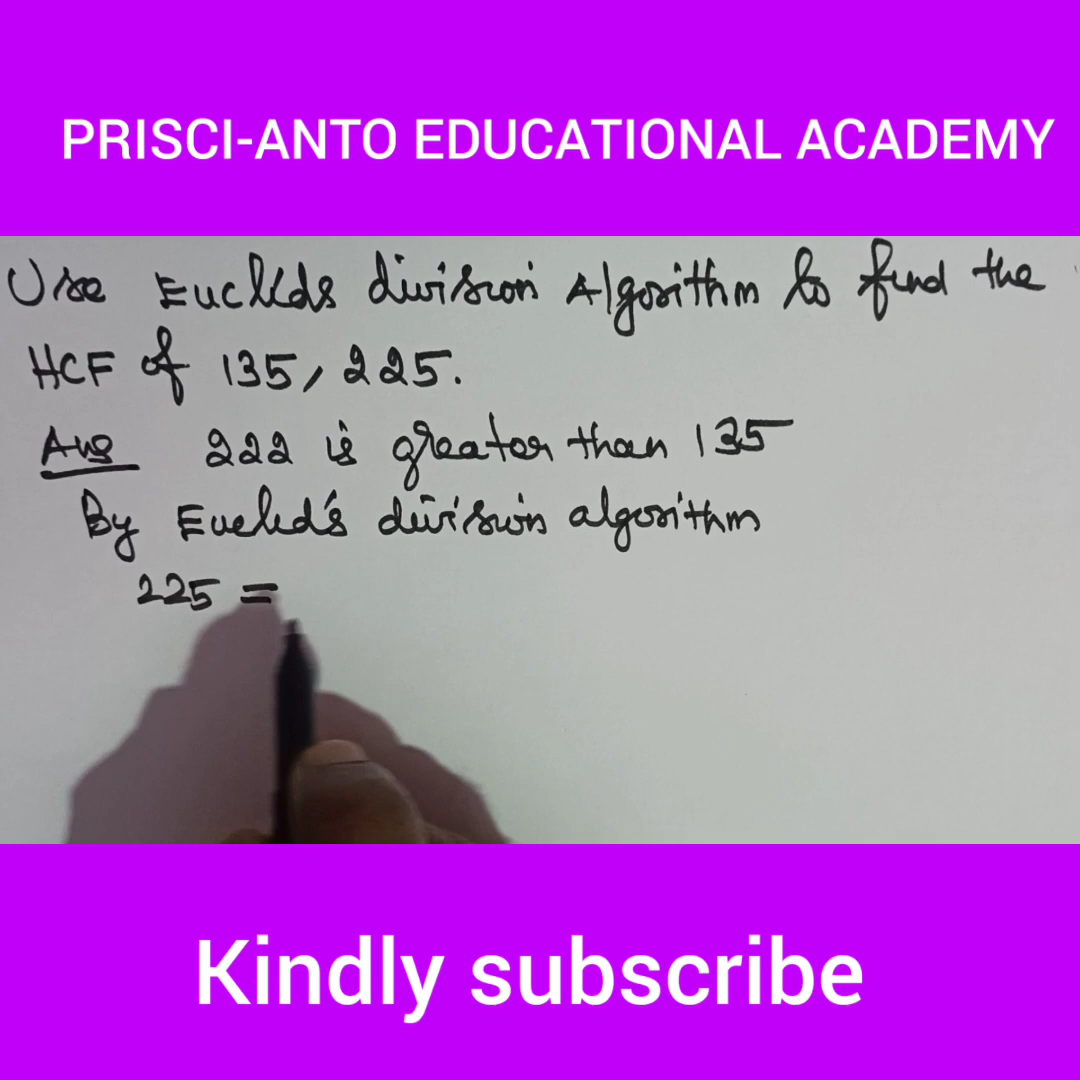 PRISCI-ANTO EDUCATIONAL ACADEMY
Use Euclids division Algorithm to find the
HCF of 135, 225.
Ans 222 is greater than 135
By Euclid's division algorithm
225 =
Kindly subscribe